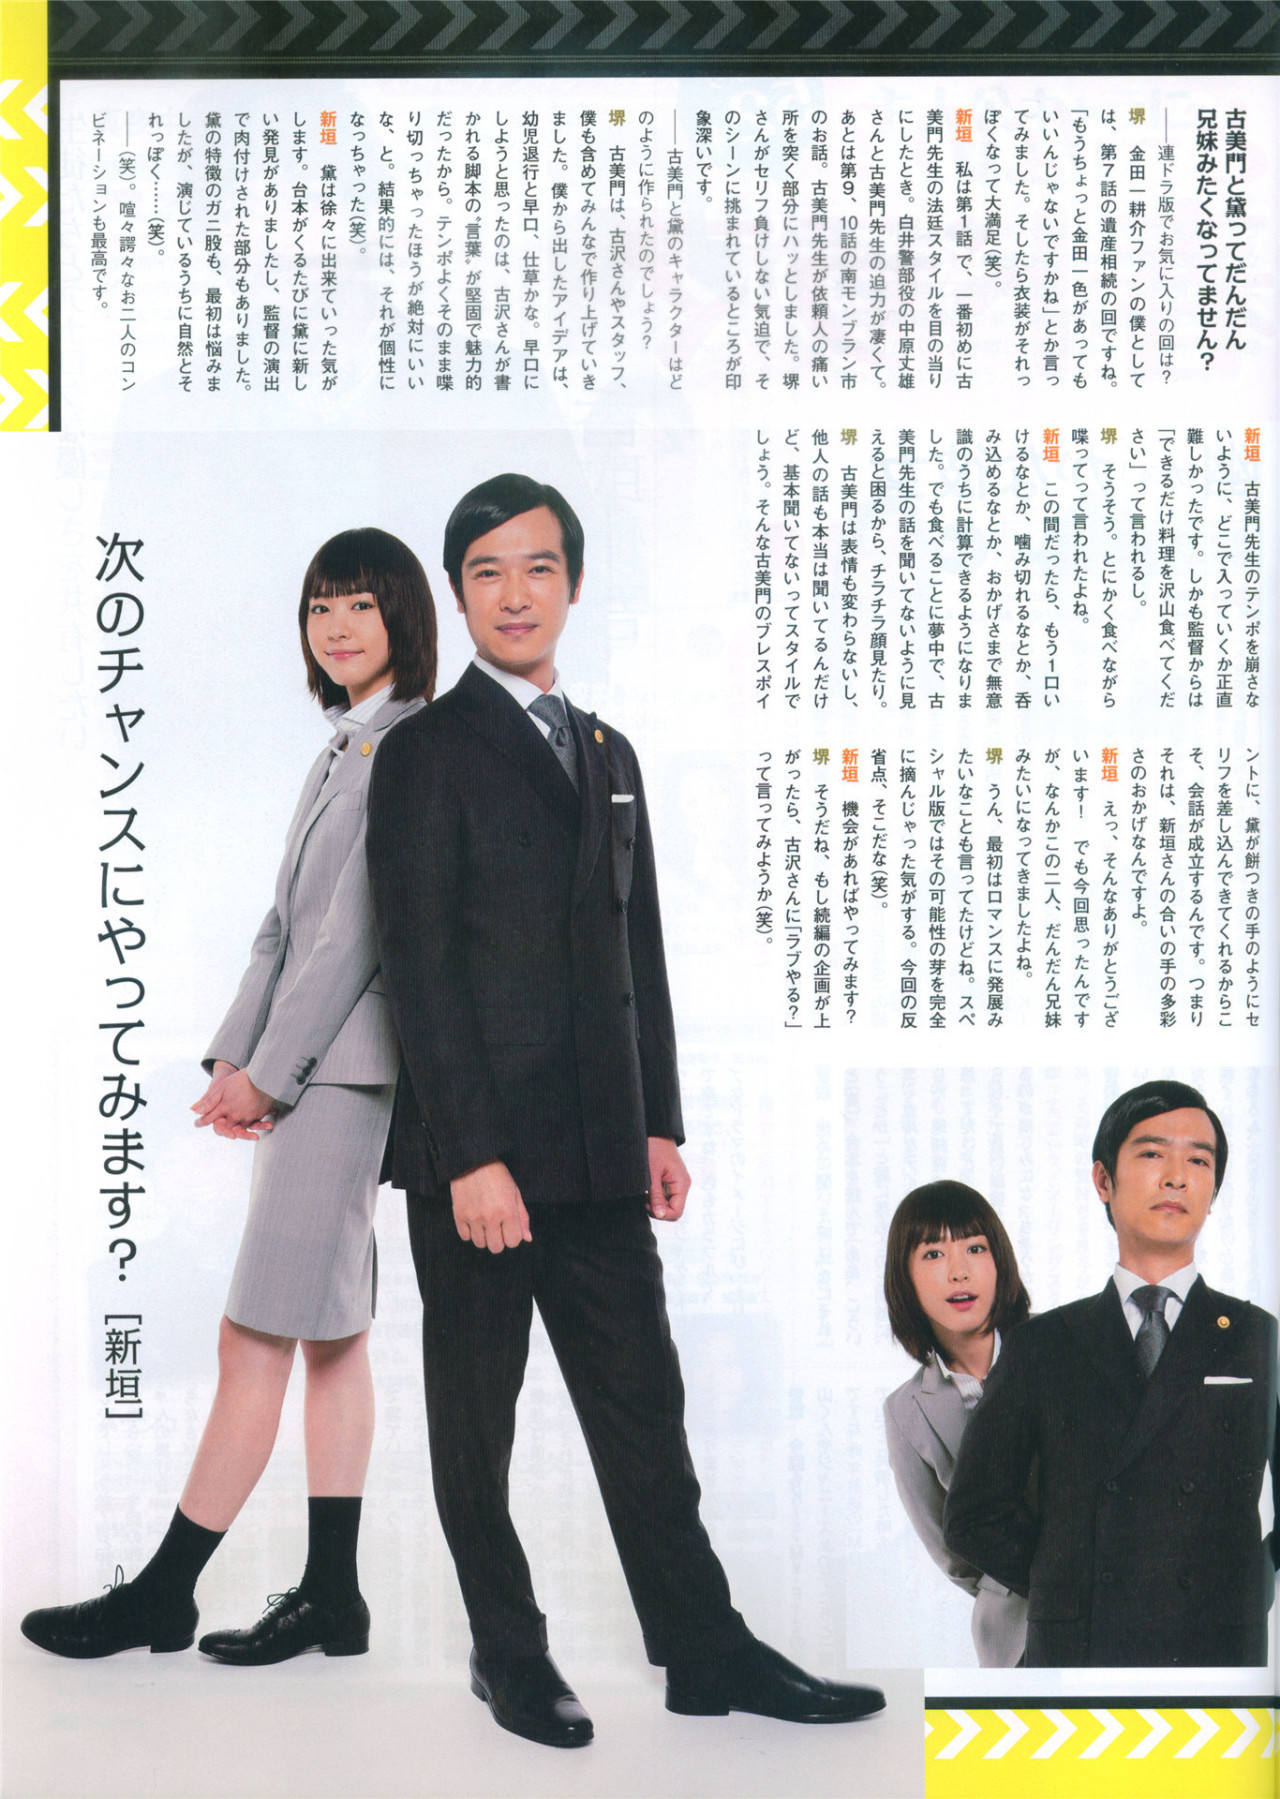 古美門と黛ってだんだん
兄妹みたくなってません?
――連ドラ版でお気に入りの回は?
堺　金田一耕介ファンの僕として
は、第7話の遺産相続の回ですね。
「もうちょっと金田一色があっても
いいんじゃないですかね」とか言っ
てみました。そしたら衣装がそれっ
ぽくなって大満足(笑)。
新垣　私は第1話で、一番初めに古
美門先生の法廷スタイルを目の当り
にしたとき。白井警部役の中原丈雄
さんと古美門先生の迫力が凄くて。
あとは第9、10話の南モンブラン市
のお話。古美門先生が依頼人の痛い
所を突く部分にハッとしました。堺
さんがセリフ負けしない気迫で、そ
のシーンに挑まれているところが印
象深いです。
――古美門と黛のキャラクターはど
のように作られたのでしょう?
堺　古美門は、古沢さんやスタッフ、
僕も含めてみんなで作り上げていき
ました。僕から出したアイデアは、
幼児退行と早口、仕草かな。早口に
しようと思ったのは、古沢さんが書
かれる脚本の〝言葉〟が堅固で魅力的
だったから。テンポよくそのまま喋
り切っちゃったほうが絶対にいい
な、と。結果的には、それが個性に
なっちゃった(笑)。
新垣　黛は徐々に出来ていった気が
します。台本がくるたびに黛に新し
い発見がありましたし、監督の演出
で肉付けされた部分もありました。
黛の特徴のガニ股も、最初は悩みま
したが、演じているうちに自然とそ
れっぽく……(笑)。
――(笑)。喧々諤々なお二人のコン
ビネーションも最高です。
新垣　古美門先生のテンポを崩さな
いように、どこで入っていくか正直
難しかったです。しかも監督からは
「できるだけ料理を沢山食べてくだ
さい」って言われるし。
堺　そうそう。とにかく食べながら
喋ってって言われたよね。
新垣　この間だったら、もう1口い
けるなとか、噛み切れるなとか、呑
み込めるなとか、おかげさまで無意
識のうちに計算できるようになりま
した。でも食べることに夢中で、古
美門先生の話を聞いてないように見
えると困るから、チラチラ顔見たり。
堺　古美門は表情も変わらないし、
他人の話も本当は聞いてるんだけ
ど、基本聞いてないってスタイルで
しょう。そんな古美門のブレスポイ
ントに、黛が餅つきの手のようにセ
リフを差し込んできてくれるからこ
そ、会話が成立するんです。つまり
それは、新垣さんの合いの手の多彩
さのおかげなんですよ。
新垣　えっ、そんなありがとうござ
います!　でも今回思ったんです
が、なんかこの二人、だんだん兄妹
みたいになってきましたよね。
堺　うん、最初はロマンスに発展み
たいなことも言ってたけどね。スペ
シャル版ではその可能性の芽を完全
に摘んじゃった気がする。今回の反
省点、そこだな(笑)。
新垣　機会があればやってみます?
堺　そうだね、もし続編の企画が上
がったら、古沢さんに「ラブやる?」
って言ってみようか(笑)。
次のチャンスにやってみます? [新垣]